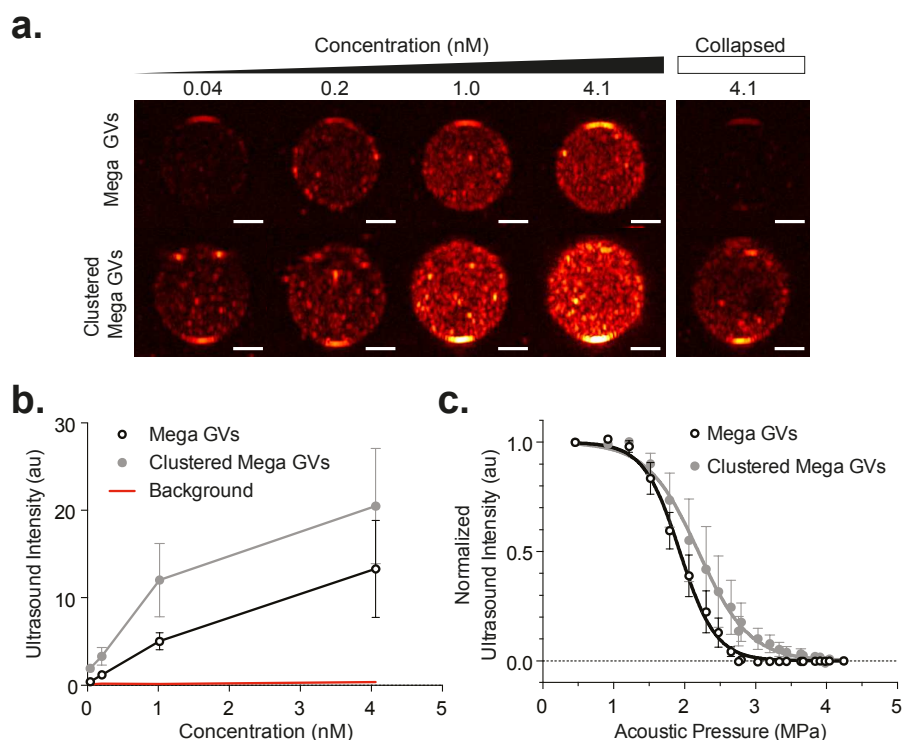 a.
Concentration (nM)
Collapsed
0.04 0.2 1.0 4.1 4.1
Mega GVs
Clustered
Mega GVs
b.
30
20
10
0
0 1 2 3 4 5
Ultrasound Intensity (au)
Concentration (nM)
Mega GVs
Clustered Mega GVs
Background
c.
1.0
0.5
0.0
0 1 2 3 4 5
Normalized
Ultrasound Intensity (au)
Acoustic Pressure (MPa)
Mega GVs
Clustered Mega GVs